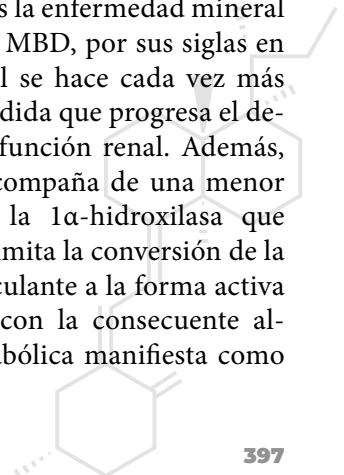 s la enfermedad mineral
MBD, por sus siglas en
l se hace cada vez más
dida que progresa el de-
función renal. Además,
compaña de una menor
la 1α-hidroxilasa que
imita la conversión de la
culante a la forma activa
con la consecuente al-
abólica manifiesta como
397